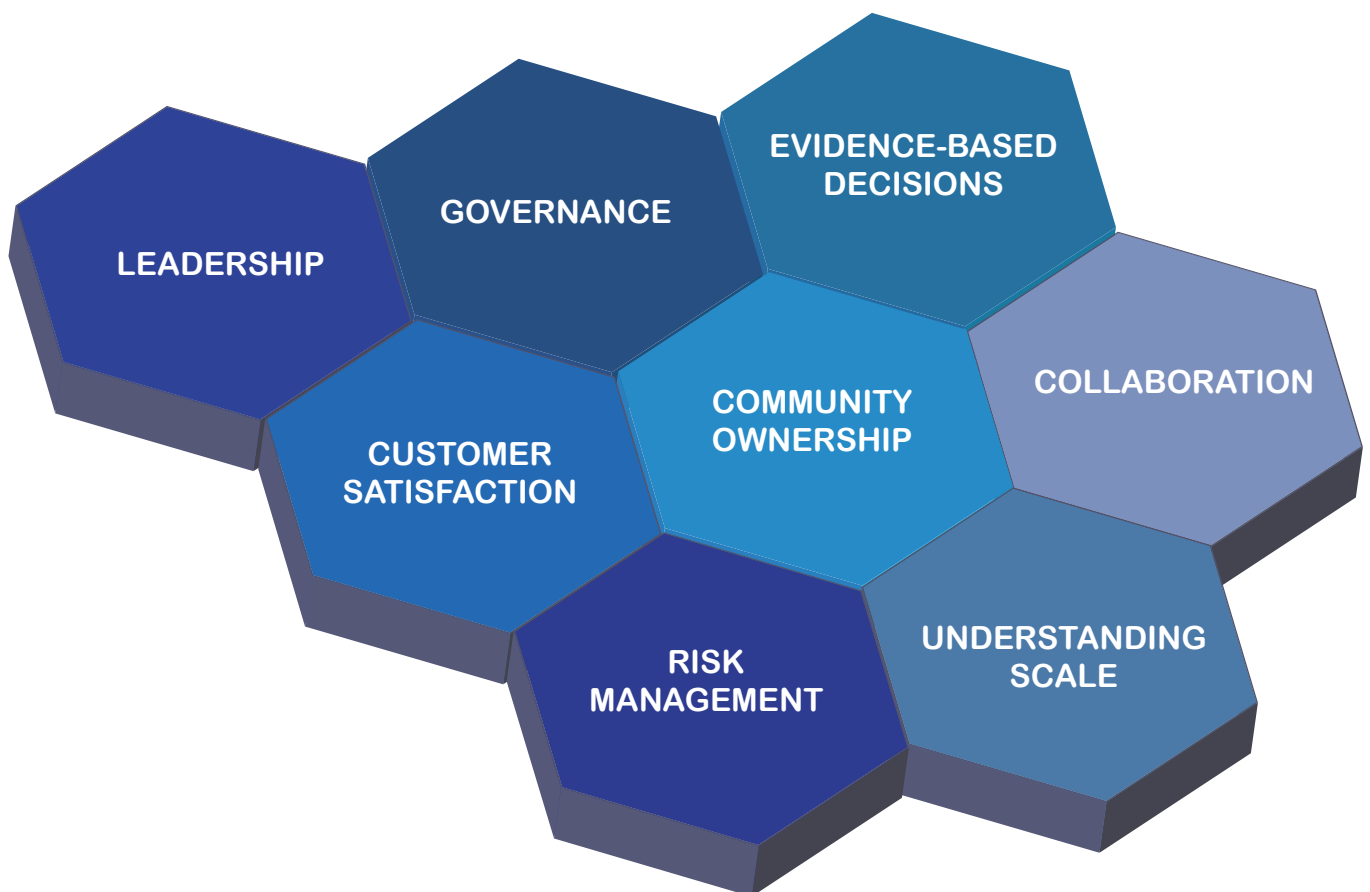 EVIDENCE-BASED
DECISIONS
GOVERNANCE
LEADERSHIP
COLLABORATION
COMMUNITY
OWNERSHIP
CUSTOMER
SATISFACTION
UNDERSTANDING
SCALE
RISK
MANAGEMENT